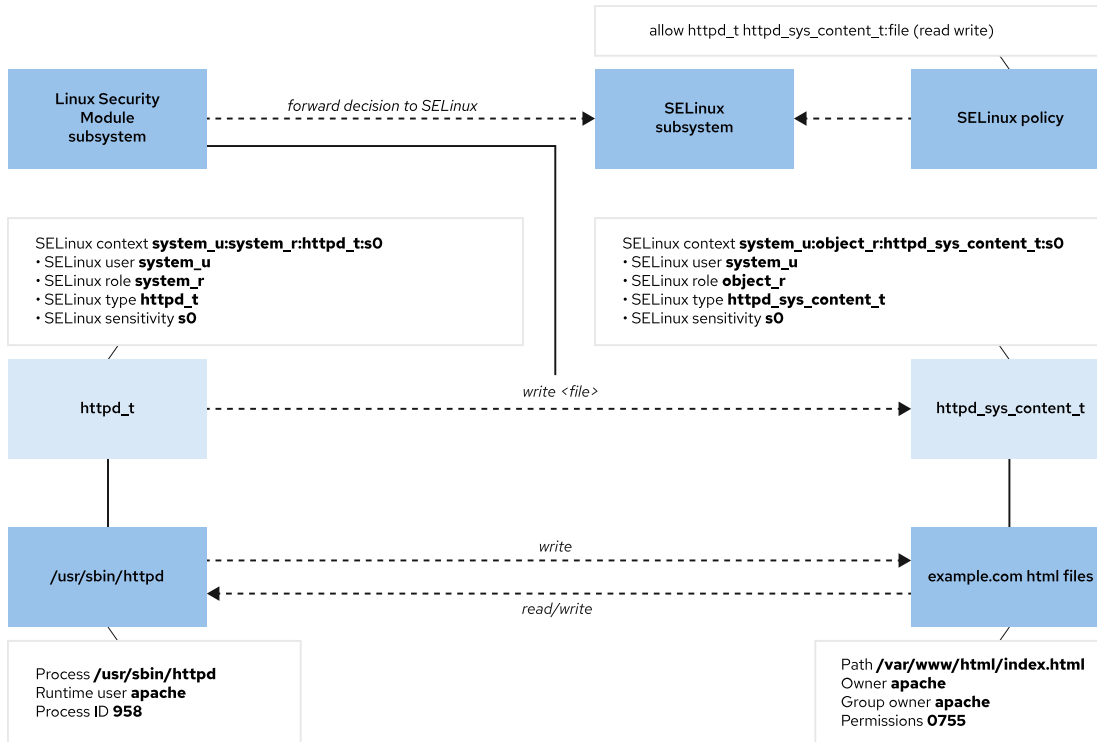 allow httpd_t httpd_sys_content_t:file (read write)
Linux Security
Module
subsystem
forward decision to SELinux
SELinux
subsystem
SELinux policy
SELinux context system_u:system_r:httpd_t:s0
• SELinux user system_u
• SELinux role system_r
• SELinux type httpd_t
• SELinux sensitivity s0
SELinux context system_u:object_r:httpd_sys_content_t:s0
• SELinux user system_u
• SELinux role object_r
• SELinux type httpd_sys_content_t
• SELinux sensitivity s0
httpd_t
write <file>
httpd_sys_content_t
/usr/sbin/httpd
write
read/write
example.com html files
Process /usr/sbin/httpd
Runtime user apache
Process ID 958
Path /var/www/html/index.html
Owner apache
Group owner apache
Permissions 0755